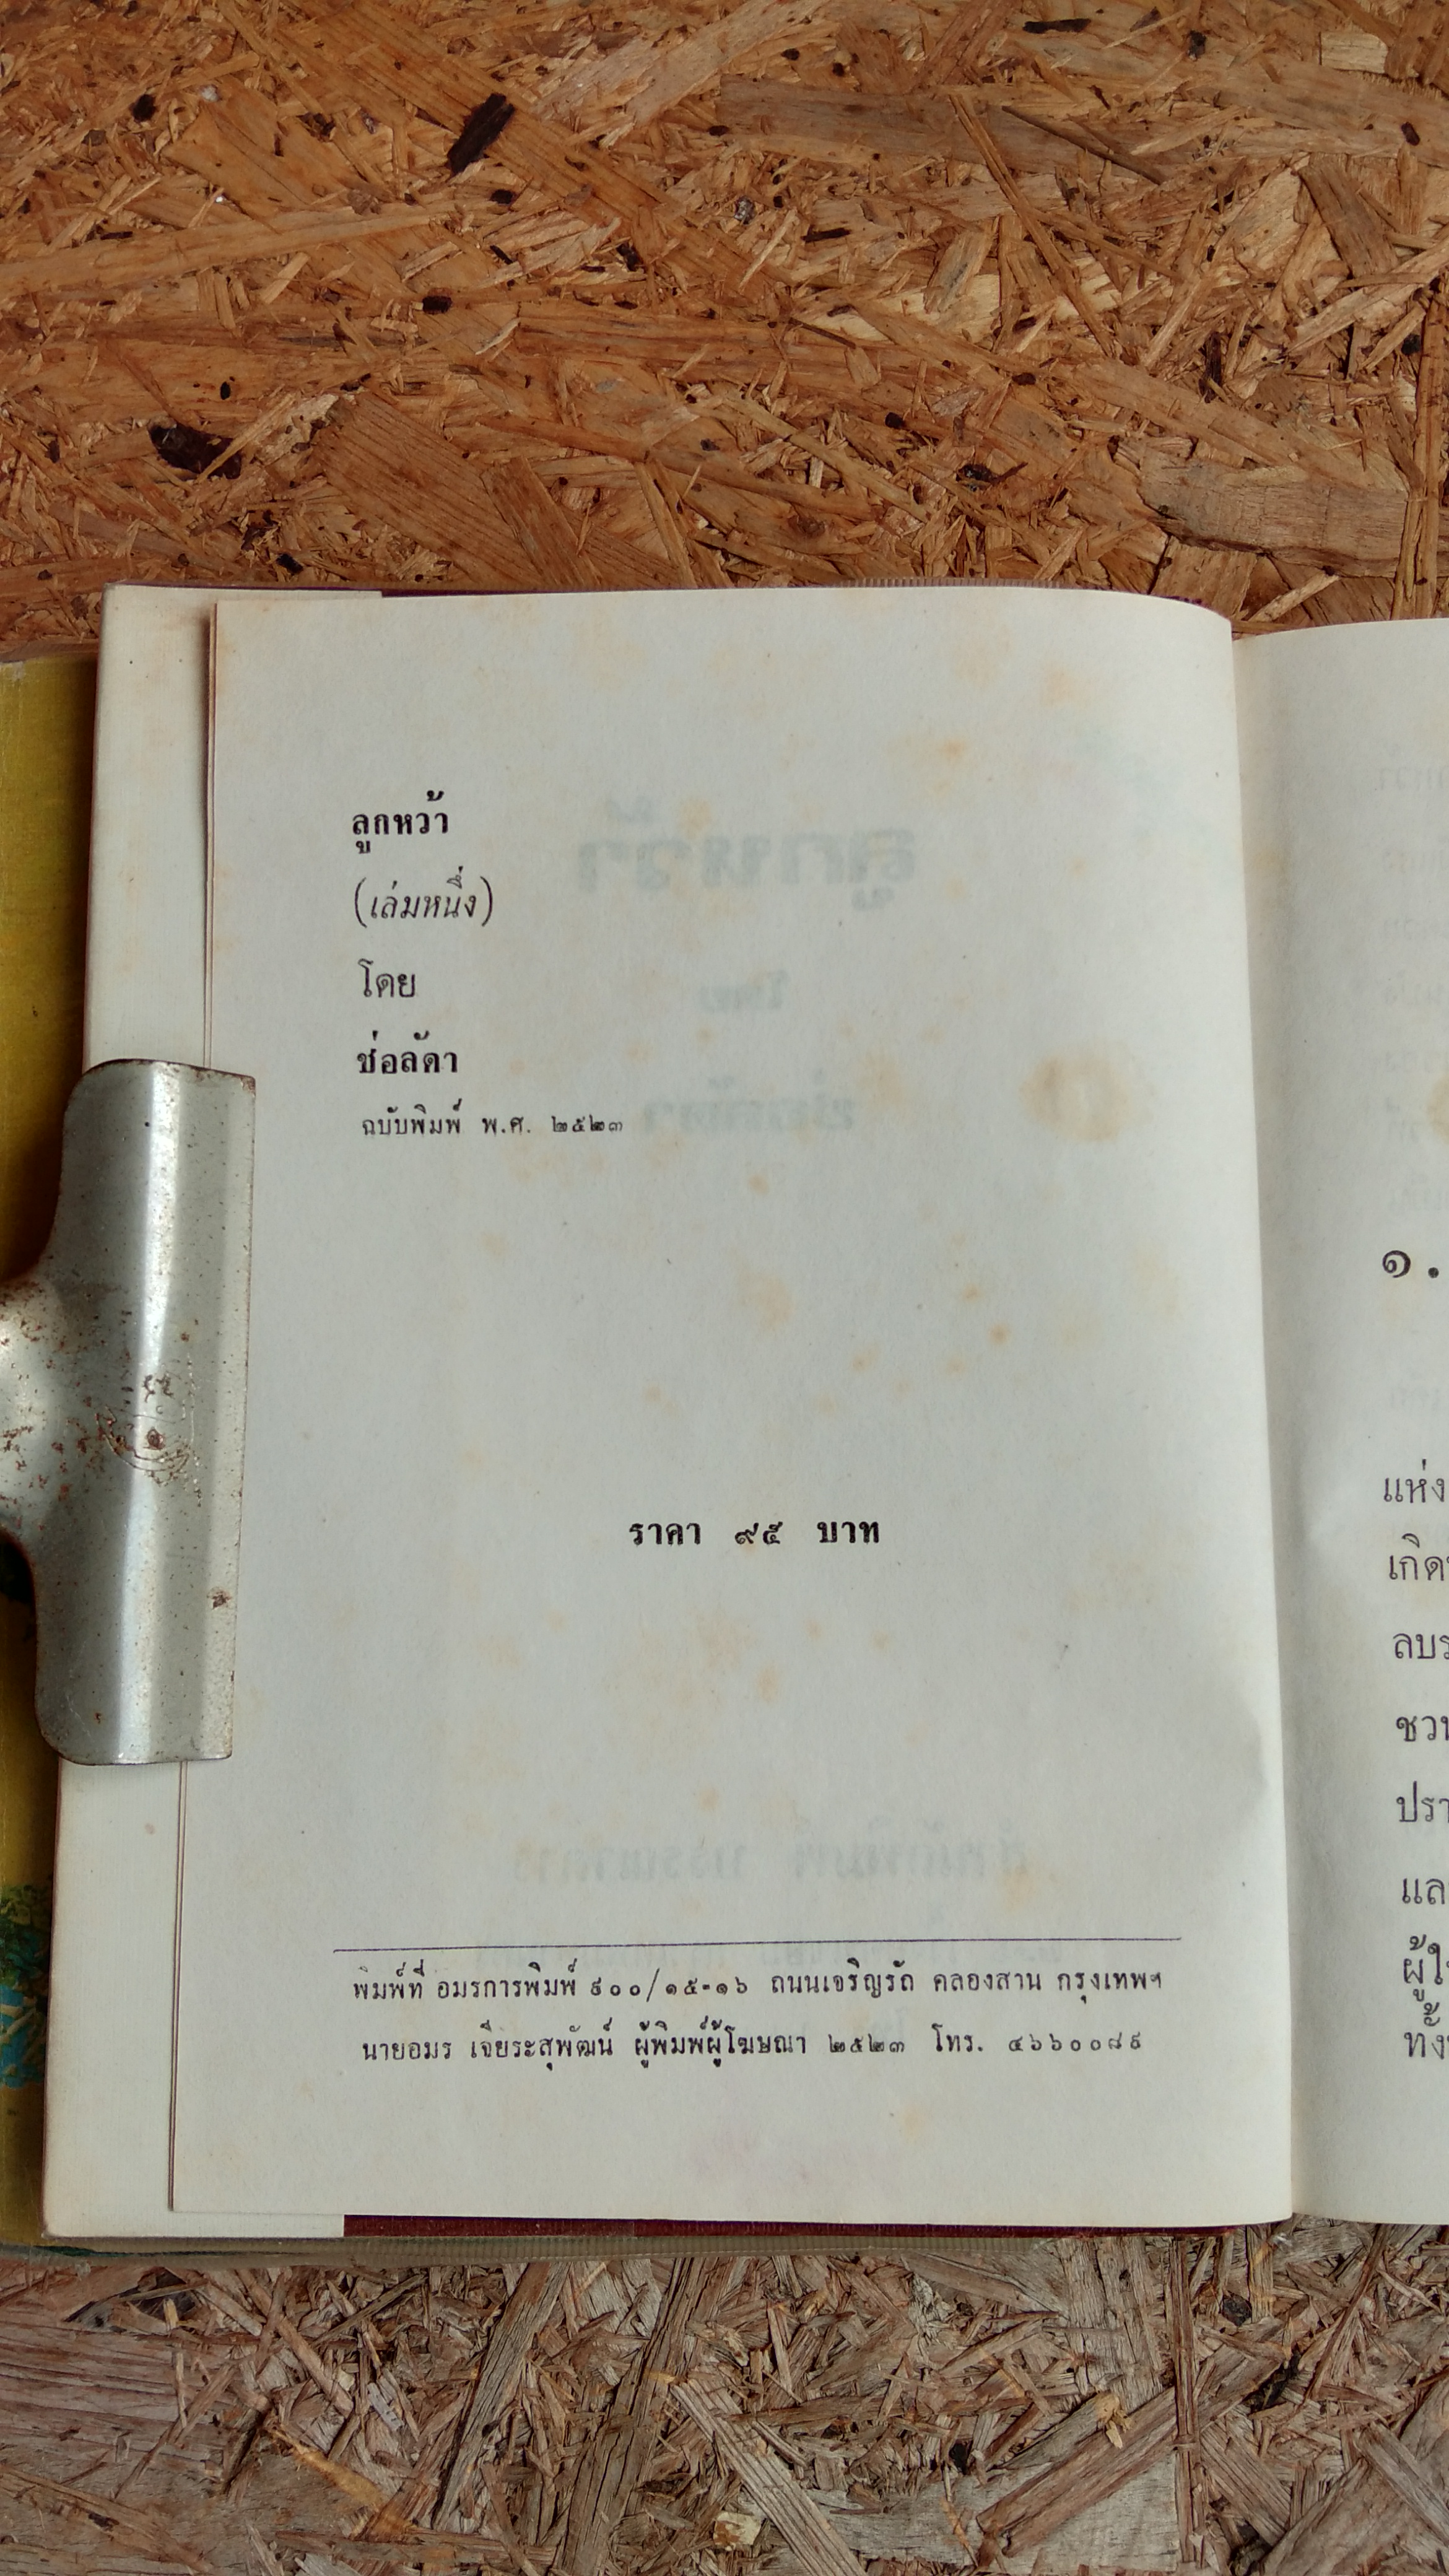 ลูกหว้า
(เล่มหนึ่ง)
โดย
ช่อลัดา
ฉบับพิมพ์ พ.ศ. ๒๕๒๓
ราคา ๙๕ บาท
พิมพ์ที่ อมรการพิมพ์ ๙๐๐/๑๕-๑๖ ถนนเจริญรัถ คลองสาน กรุงเทพฯ
นายอมร เจียระสุพัฒน์ ผู้พิมพ์ผู้โฆษณา ๒๕๒๓ โทร. ๔๖๖๐๐๘๙
๑.
แห่ง
เกิด
ลบร
ชวน
ปรา
แล
ผู้ใ
ทั้ง